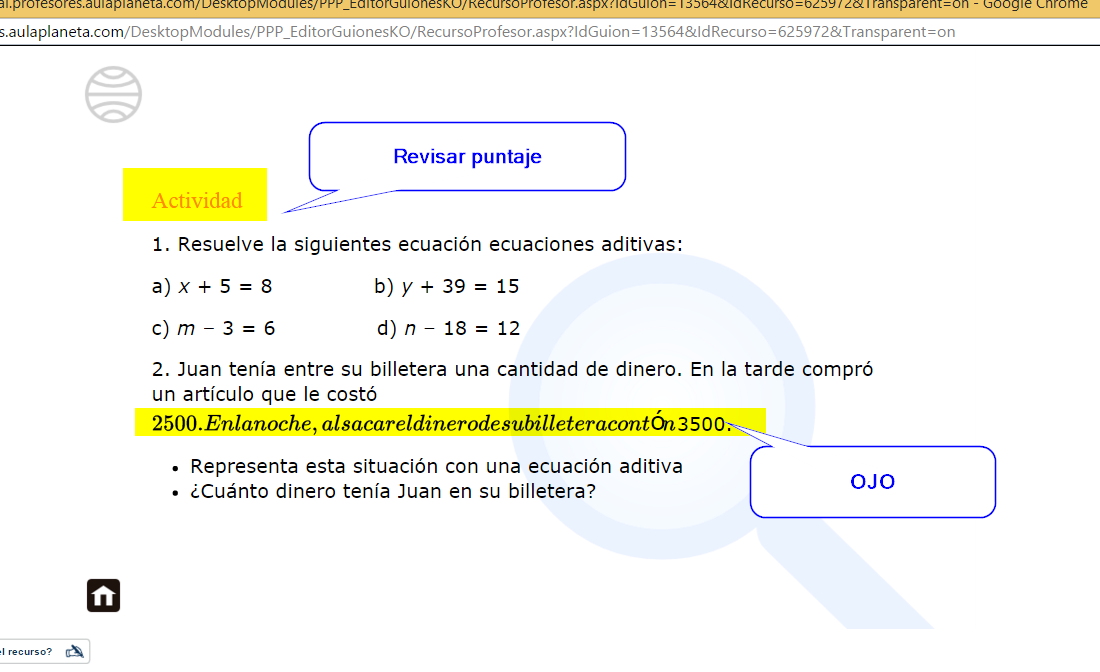 al.profesores.aulaplaneta.com/DesktopModules/PPP_EditorGuionesKO/RecursoProfesor.aspx?IdGuion=13564&IdRecurso=625972&Transparent=on - Google Chrome
s.aulaplaneta.com/DesktopModules/PPP_EditorGuionesKO/RecursoProfesor.aspx?IdGuion=13564&IdRecurso=625972&Transparent=on
Revisar puntaje
Actividad
1. Resuelve la siguientes ecuación ecuaciones aditivas:
a) x + 5 = 8 b) y + 39 = 15
c) m − 3 = 6 d) n − 18 = 12
2. Juan tenía entre su billetera una cantidad de dinero. En la tarde compró
un artículo que le costó
2500.Enlanoche,alsacareldinerodesubilleteracontÓn3500.
• Representa esta situación con una ecuación aditiva
• ¿Cuánto dinero tenía Juan en su billetera?
OJO
el recurso?